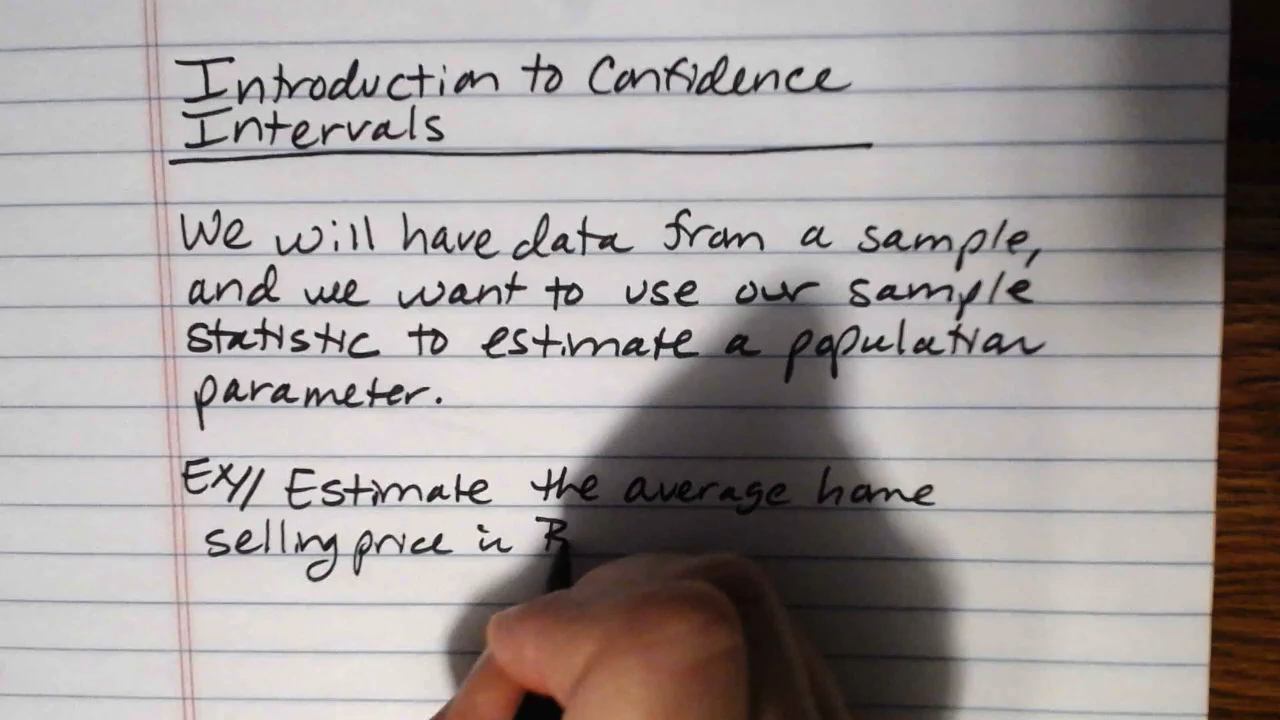 Introduction to Confidence
Intervals
We will have data from a sample,
and we want to use our sample
statistic to estimate a population
parameter.
EX// Estimate the average home
selling price in